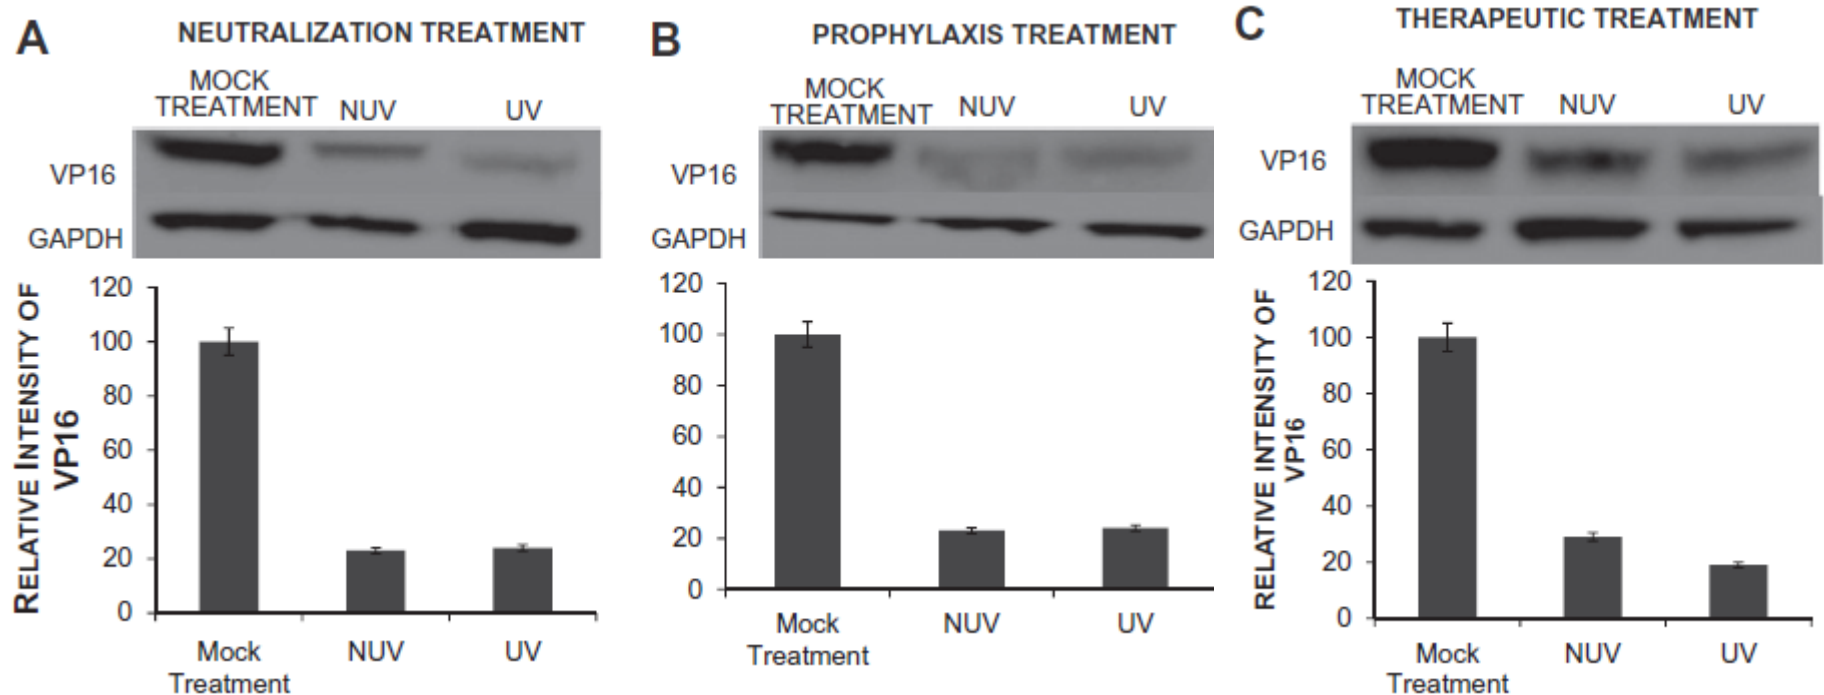 A
NEUTRALIZATION TREATMENT
MOCK
TREATMENT
NUV
UV
VP16
GAPDH
RELATIVE INTENSITY OF
VP16
120
100
80
60
40
20
0
Mock
Treatment
NUV
UV
B
PROPHYLAXIS TREATMENT
MOCK
TREATMENT
NUV
UV
VP16
GAPDH
120
100
80
60
40
20
0
Mock
Treatment
NUV
UV
C
THERAPEUTIC TREATMENT
MOCK
TREATMENT
NUV
UV
VP16
GAPDH
RELATIVE INTENSITY OF
VP16
120
100
80
60
40
20
0
Mock
Treatment
NUV
UV